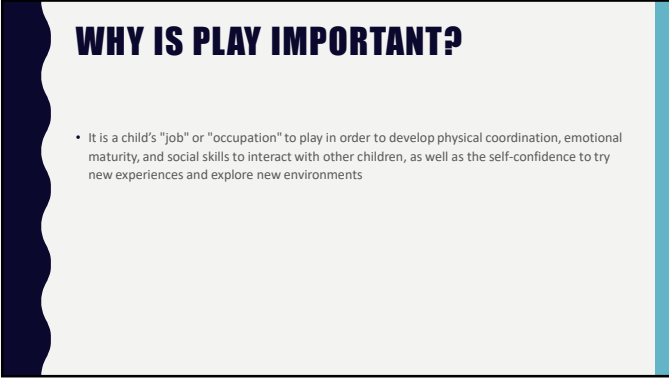 WHY IS PLAY IMPORTANT?
• It is a child's "job" or "occupation" to play in order to develop physical coordination, emotional
maturity, and social skills to interact with other children, as well as the self-confidence to try
new experiences and explore new environments